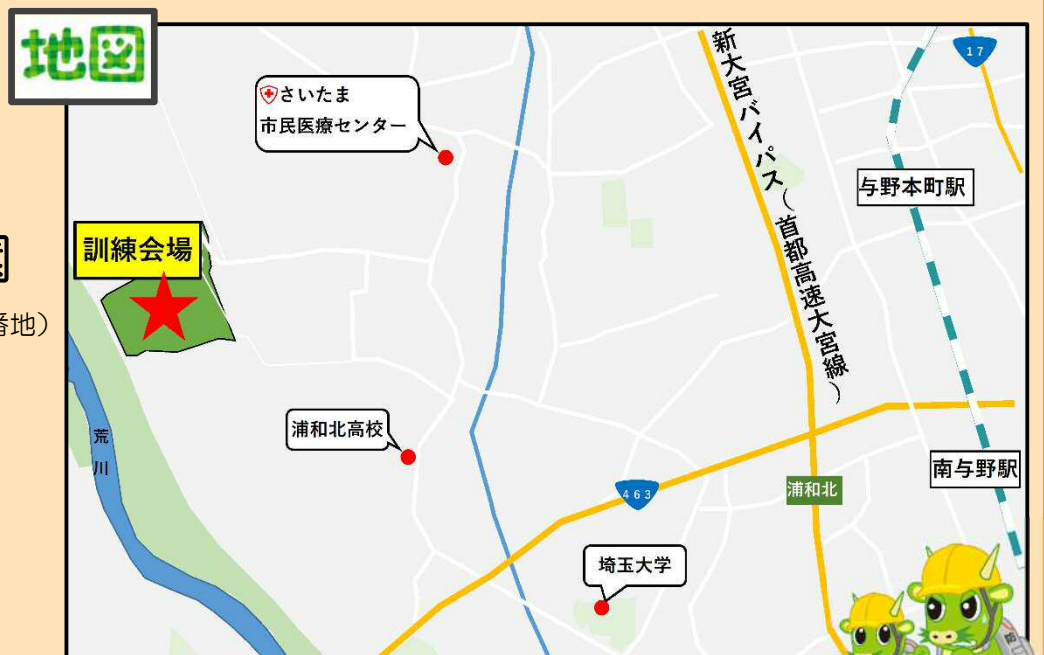 地図
さいたま
市民医療センター
17
新大宮バイパス（首都高速大宮線）
与野本町駅
訓練会場
番地）
荒川
浦和北高校
463
浦和北
南与野駅
埼玉大学